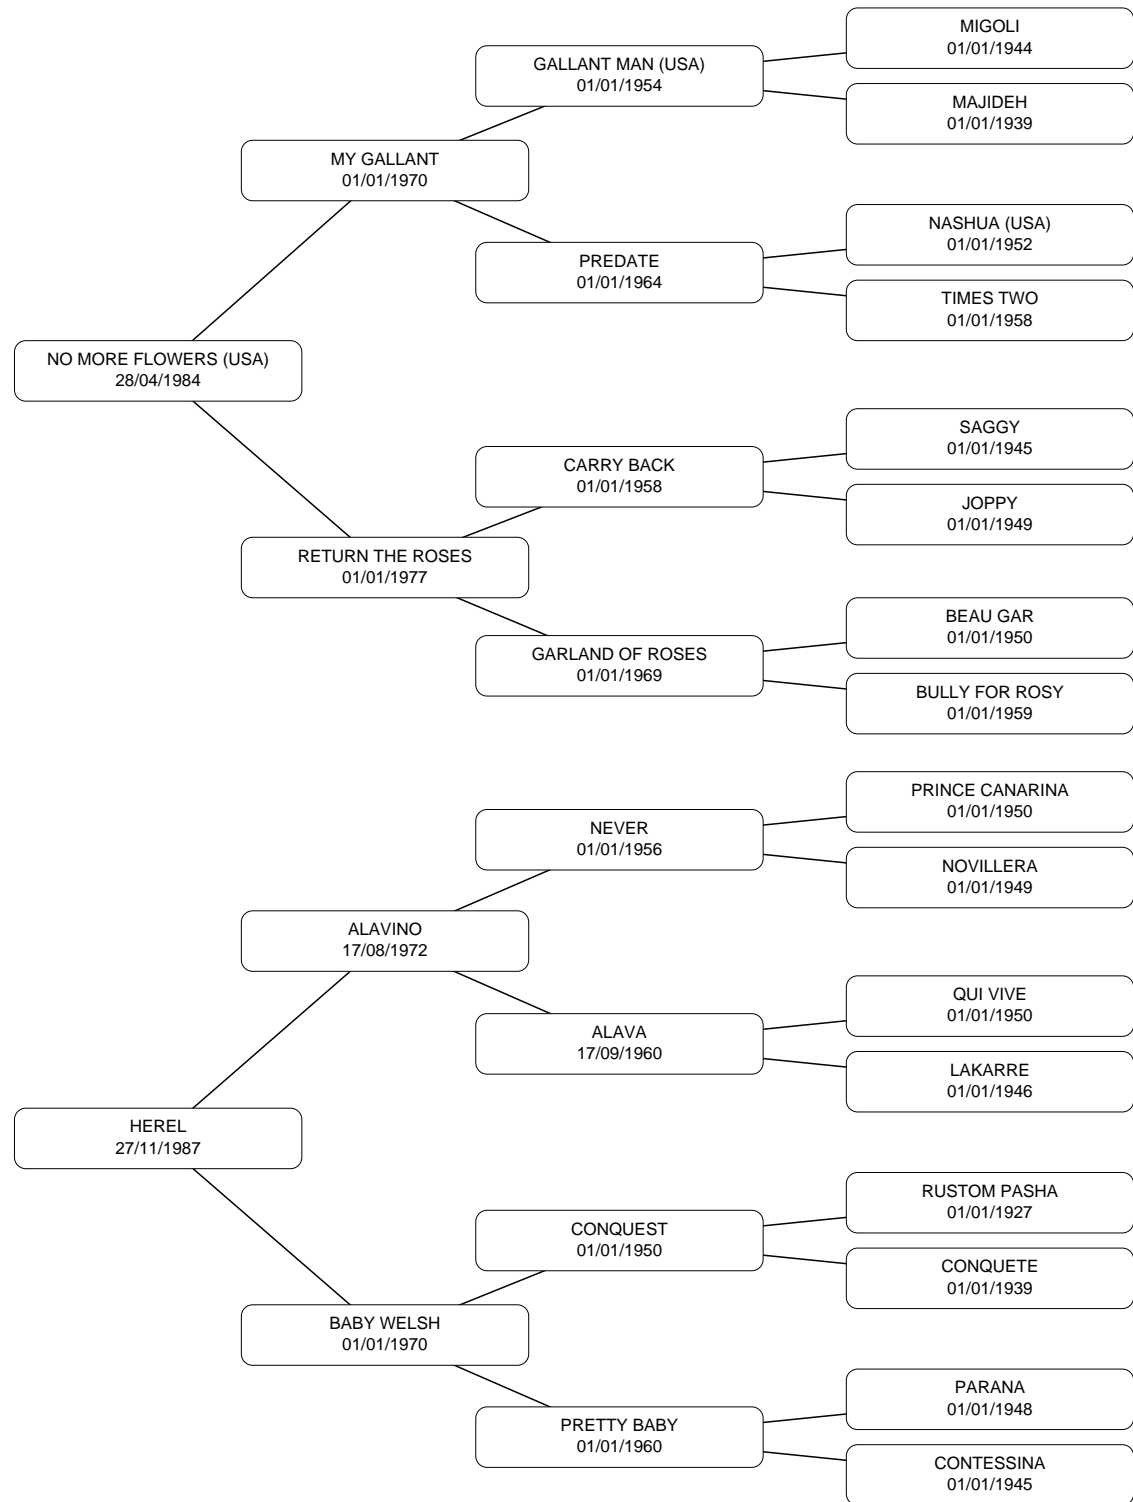 MIGOLI
01/01/1944
GALLANT MAN (USA)
01/01/1954
MAJIDEH
01/01/1939
MY GALLANT
01/01/1970
NASHUA (USA)
01/01/1952
PREDATE
01/01/1964
TIMES TWO
01/01/1958
NO MORE FLOWERS (USA)
28/04/1984
SAGGY
01/01/1945
CARRY BACK
01/01/1958
JOPPY
01/01/1949
RETURN THE ROSES
01/01/1977
BEAU GAR
01/01/1950
GARLAND OF ROSES
01/01/1969
BULLY FOR ROSY
01/01/1959
PRINCE CANARINA
01/01/1950
NEVER
01/01/1956
NOVILLERA
01/01/1949
ALAVINO
17/08/1972
QUI VIVE
01/01/1950
ALAVA
17/09/1960
LAKARRE
01/01/1946
HEREL
27/11/1987
RUSTOM PASHA
01/01/1927
CONQUEST
01/01/1950
CONQUETE
01/01/1939
BABY WELSH
01/01/1970
PARANA
01/01/1948
PRETTY BABY
01/01/1960
CONTESSINA
01/01/1945